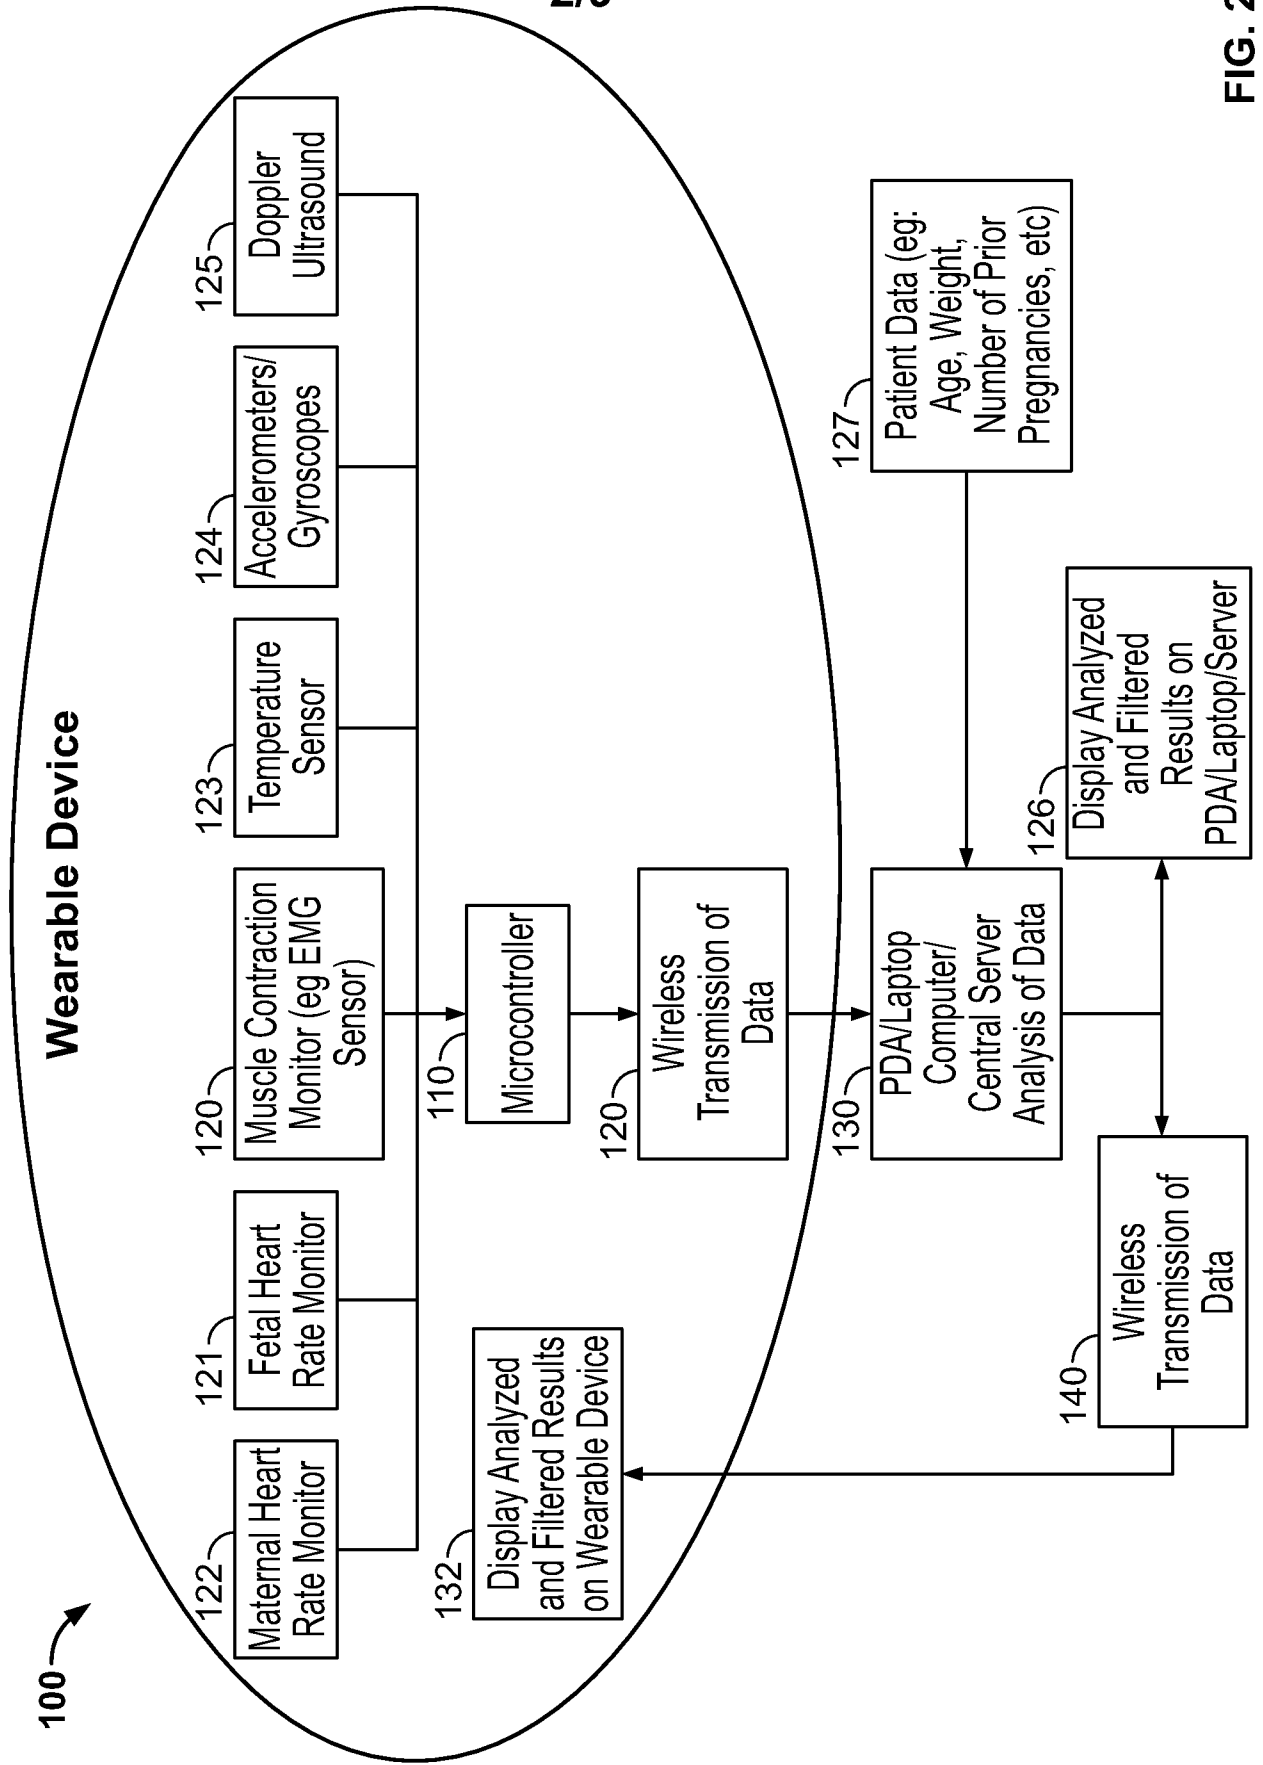 100
Wearable Device
122
Maternal Heart
Rate Monitor
121
Fetal Heart
Rate Monitor
120
Muscle Contraction
Monitor (eg EMG
Sensor)
123
Temperature
Sensor
124
Accelerometers/
Gyroscopes
125
Doppler
Ultrasound
110
Microcontroller
132
Display Analyzed
and Filtered Results
on Wearable Device
120
Wireless
Transmission of
Data
130
PDA/Laptop
Computer/
Central Server
Analysis of Data
127
Patient Data (eg:
Age, Weight,
Number of Prior
Pregnancies, etc)
140
Wireless
Transmission of
Data
126
Display Analyzed
and Filtered
Results on
PDA/Laptop/Server
FIG. 2